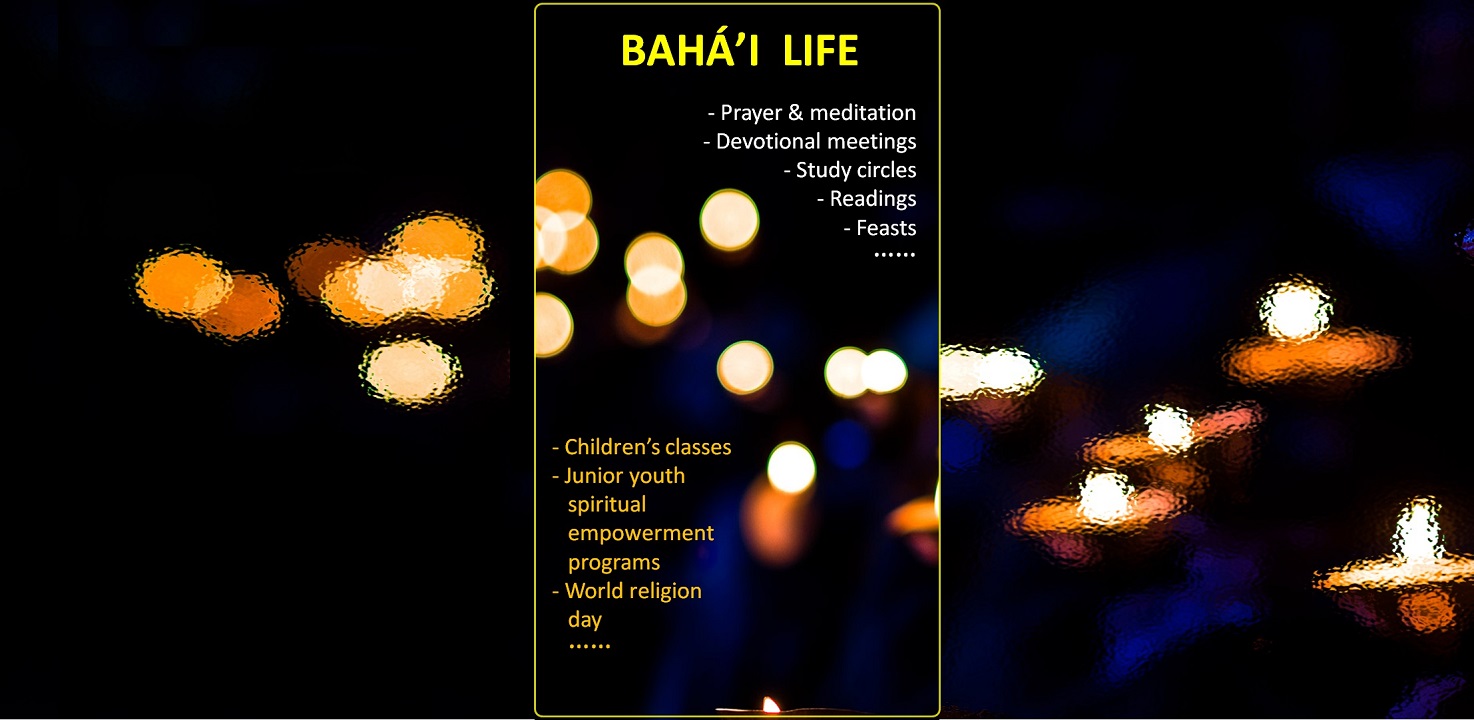 BAHÁ’I  LIFE
- Prayer & meditation
- Devotional meetings
- Study circles
- Readings
- Feasts
......
- Children’s classes
- Junior youth
spiritual
empowerment
programs
- World religion
day
......